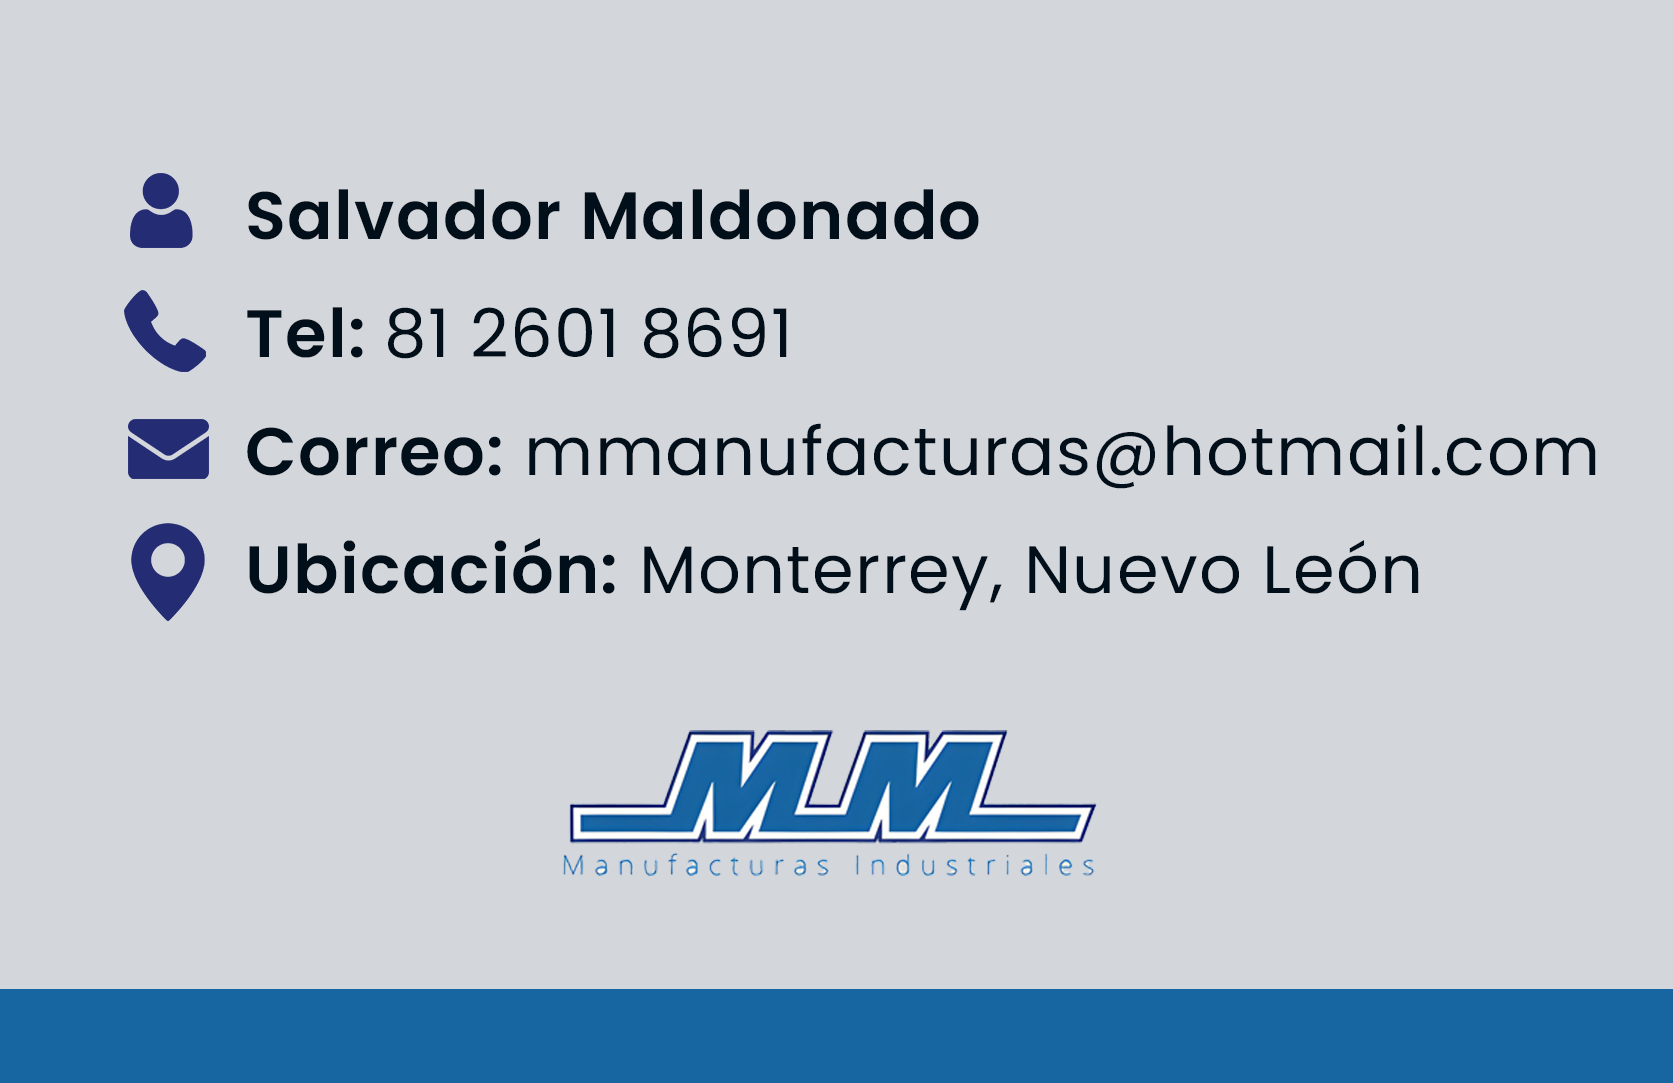 Salvador Maldonado
Tel: 81 2601 8691
Correo: mmanufacturas@hotmail.com
Ubicación: Monterrey, Nuevo León
MM
Manufacturas Industriales